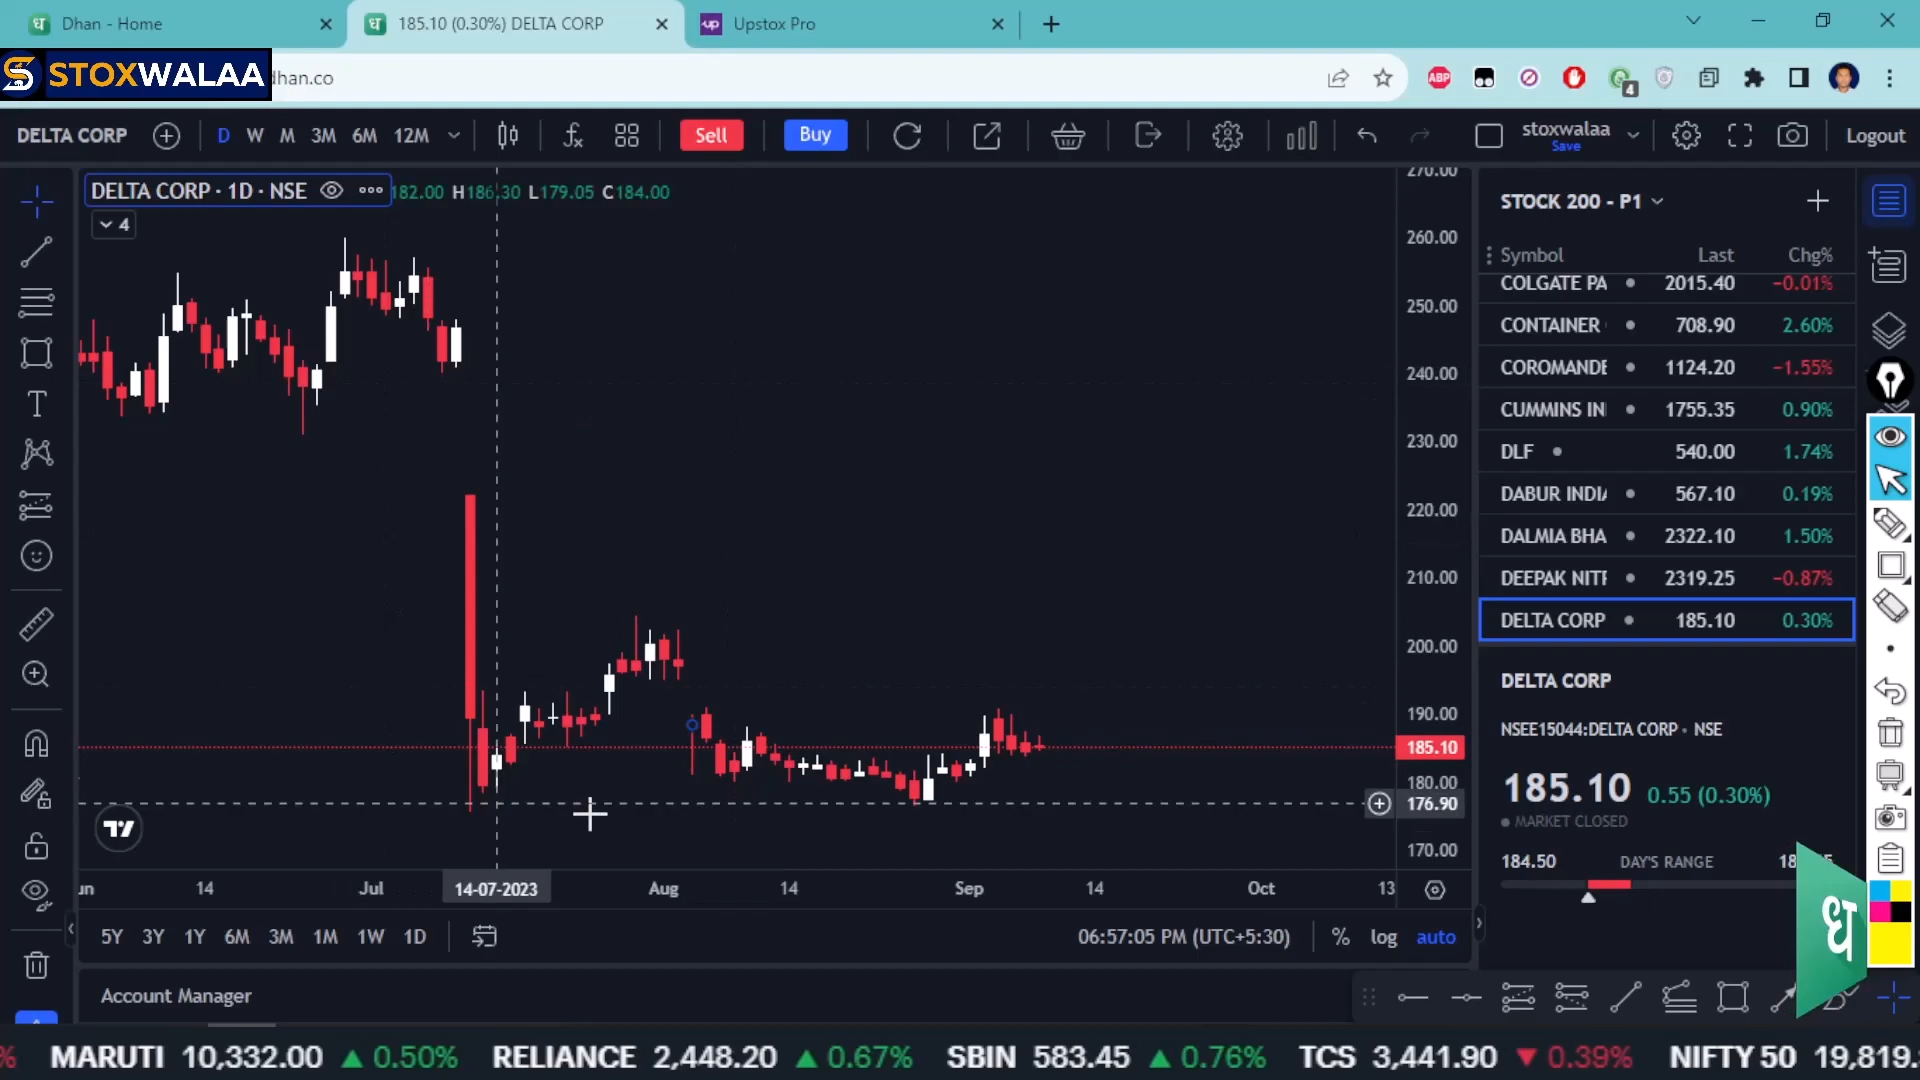 Dhan - Home
185.10 (0.30%) DELTA CORP
Upstox Pro
STOXWALAA
dhan.co
4
DELTA CORP
D W M 3M 6M 12M
Sell
Buy
stoxwalaa
Save
Logout
DELTA CORP · 1D · NSE
182.00 H186.30 L179.05 C184.00
4
270.00
260.00
250.00
240.00
230.00
220.00
210.00
200.00
190.00
185.10
180.00
176.90
170.00
un 14 Jul 14-07-2023 Aug 14 Sep 14 Oct 13
5Y 3Y 1Y 6M 3M 1M 1W 1D
06:57:05 PM (UTC+5:30)
% log auto
Account Manager
STOCK 200 - P1
Symbol Last Chg%
COLGATE PA 2015.40 −0.01%
CONTAINER 708.90 2.60%
COROMANDE 1124.20 −1.55%
CUMMINS IN 1755.35 0.90%
DLF 540.00 1.74%
DABUR INDIA 567.10 0.19%
DALMIA BHA 2322.10 1.50%
DEEPAK NITR 2319.25 −0.87%
DELTA CORP 185.10 0.30%
DELTA CORP
NSEE15044:DELTA CORP · NSE
185.10 0.55 (0.30%)
MARKET CLOSED
184.50 DAY'S RANGE
ध
% MARUTI 10,332.00 ▲ 0.50% RELIANCE 2,448.20 ▲ 0.67% SBIN 583.45 ▲ 0.76% TCS 3,441.90 ▼ 0.39% NIFTY 50 19,819.